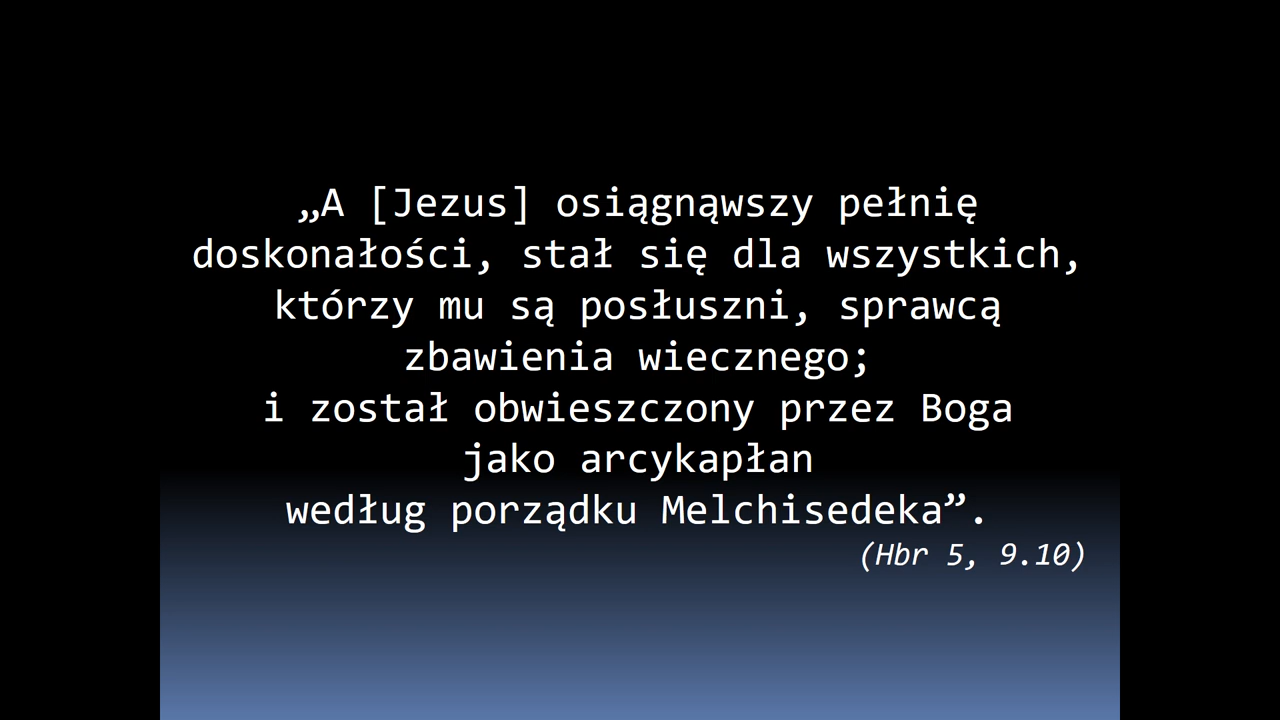 „A [Jezus] osiągnąwszy pełnię
doskonałości, stał się dla wszystkich,
którzy mu są posłuszni, sprawcą
zbawienia wiecznego;
i został obwieszczony przez Boga
jako arcykapłan
według porządku Melchisedeka”.
(Hbr 5, 9.10)